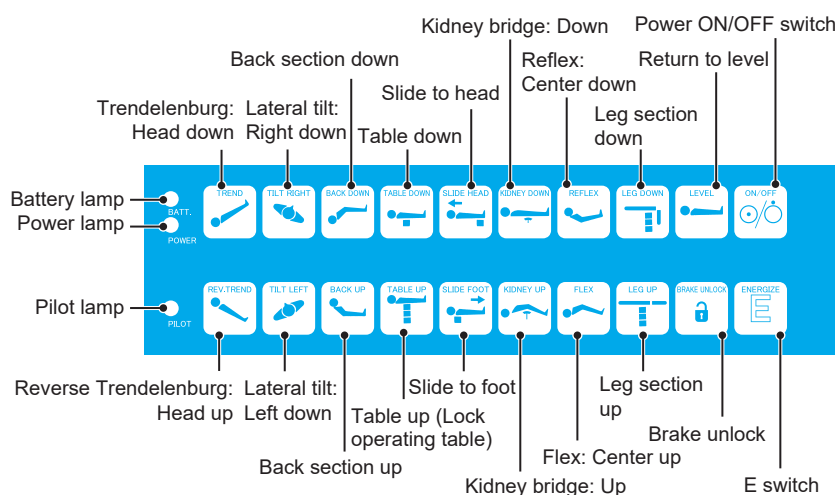 Kidney bridge: Down
Power ON/OFF switch
Back section down
Reflex:
Center down
Return to level
Slide to head
Trendelenburg:
Head down
Lateral tilt:
Right down
Table down
Leg section
down
Battery lamp
Power lamp
BATT.
POWER
TREND
TILT RIGHT
BACK DOWN
TABLE DOWN
SLIDE HEAD
KIDNEY DOWN
REFLEX
LEG DOWN
LEVEL
ON/OFF
Pilot lamp
PILOT
REV.TREND
TILT LEFT
BACK UP
TABLE UP
SLIDE FOOT
KIDNEY UP
FLEX
LEG UP
BRAKE UNLOCK
ENERGIZE
E
Reverse Trendelenburg:
Head up
Lateral tilt:
Left down
Slide to foot
Leg section
up
Table up (Lock
operating table)
Brake unlock
Back section up
Flex: Center up
Kidney bridge: Up
E switch